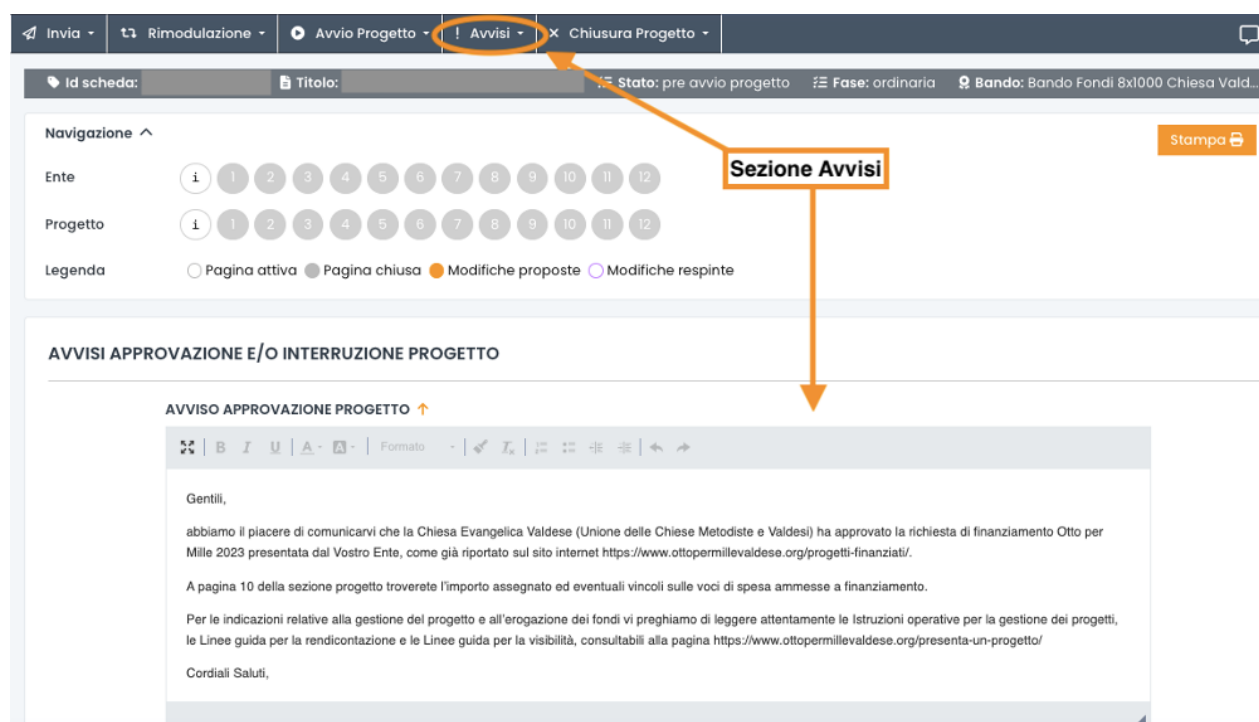 Invia
Rimodulazione
Avvio Progetto
! Avvisi
Chiusura Progetto
Id scheda:
Titolo:
Stato: pre avvio progetto
Fase: ordinaria
Bando: Bando Fondi 8x1000 Chiesa Vald...
Navigazione
Stampa
Ente
i 1 2 3 4 5 6 7 8 9 10 11 12
Sezione Avvisi
Progetto
i 1 2 3 4 5 6 7 8 9 10 11 12
Legenda
Pagina attiva Pagina chiusa Modifiche proposte Modifiche respinte
AVVISI APPROVAZIONE E/O INTERRUZIONE PROGETTO
AVVISO APPROVAZIONE PROGETTO
B I U A A Formato
Gentili,
abbiamo il piacere di comunicarvi che la Chiesa Evangelica Valdese (Unione delle Chiese Metodiste e Valdesi) ha approvato la richiesta di finanziamento Otto per
Mille 2023 presentata dal Vostro Ente, come già riportato sul sito internet https://www.ottopermillevaldese.org/progetti-finanziati/.
A pagina 10 della sezione progetto troverete l'importo assegnato ed eventuali vincoli sulle voci di spesa ammesse a finanziamento.
Per le indicazioni relative alla gestione del progetto e all'erogazione dei fondi vi preghiamo di leggere attentamente le Istruzioni operative per la gestione dei progetti,
le Linee guida per la rendicontazione e le Linee guida per la visibilità, consultabili alla pagina https://www.ottopermillevaldese.org/presenta-un-progetto/
Cordiali Saluti,